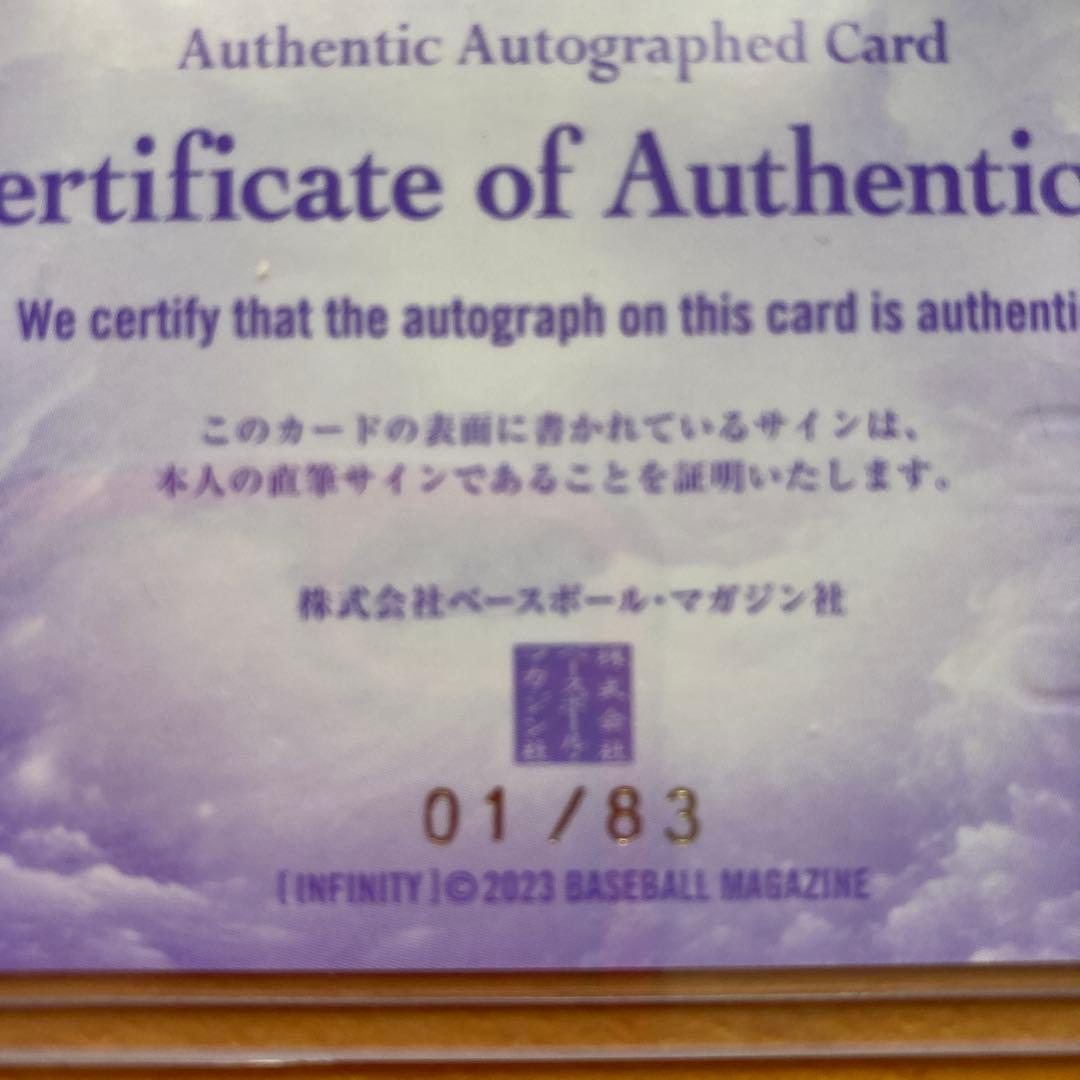 Authentic Autographed Card
ertificate of Authentic
We certify that the autograph on this card is authenti
このカードの表面に書かれているサインは、
本人の直筆サインであることを証明いたします。
株式会社ベースボール・マガジン社
株式会社
ベースボール・
マガジン社
01/83
[INFINITY]©2023 BASEBALL MAGAZINE